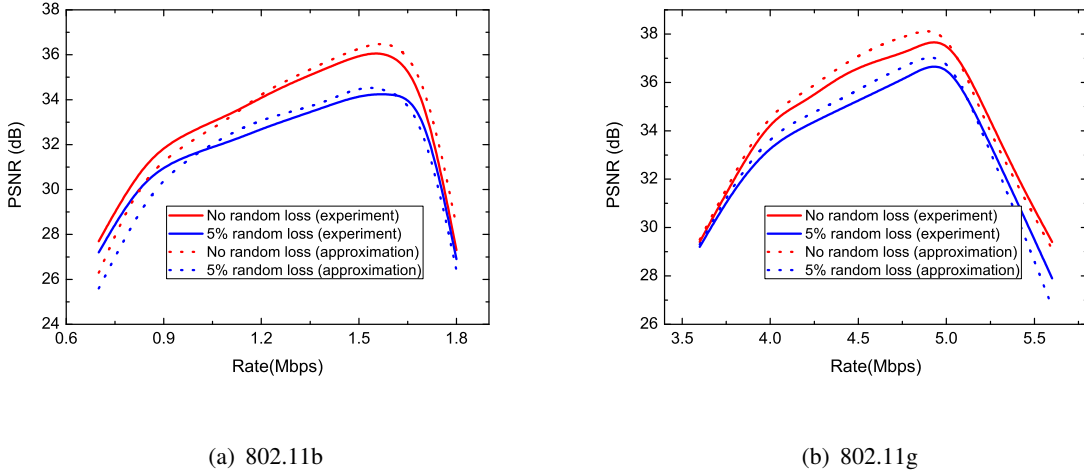 38
36
34
32
30
28
26
24
PSNR (dB)
No random loss (experiment)
5% random loss (experiment)
No random loss (approximation)
5% random loss (approximation)
0.6 0.9 1.2 1.5 1.8
Rate(Mbps)
(a) 802.11b
38
36
34
32
30
28
26
PSNR (dB)
No random loss (experiment)
5% random loss (experiment)
No random loss (approximation)
5% random loss (approximation)
3.5 4.0 4.5 5.0 5.5
Rate(Mbps)
(b) 802.11g